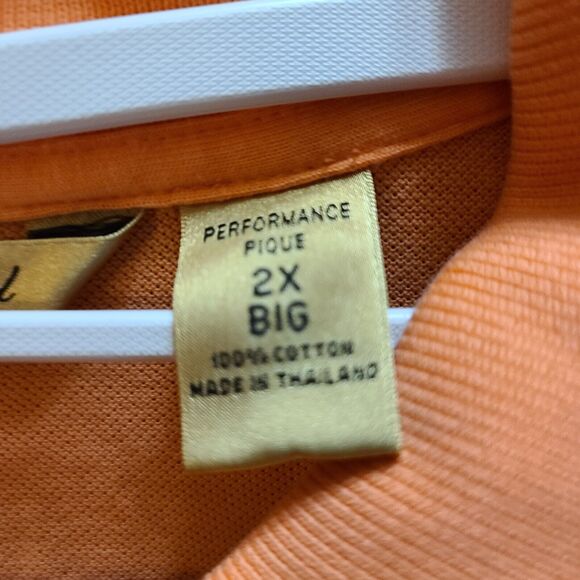 PERFORMANCE
PIQUE
2X
BIG
100% COTTON
MADE IN THAILAND